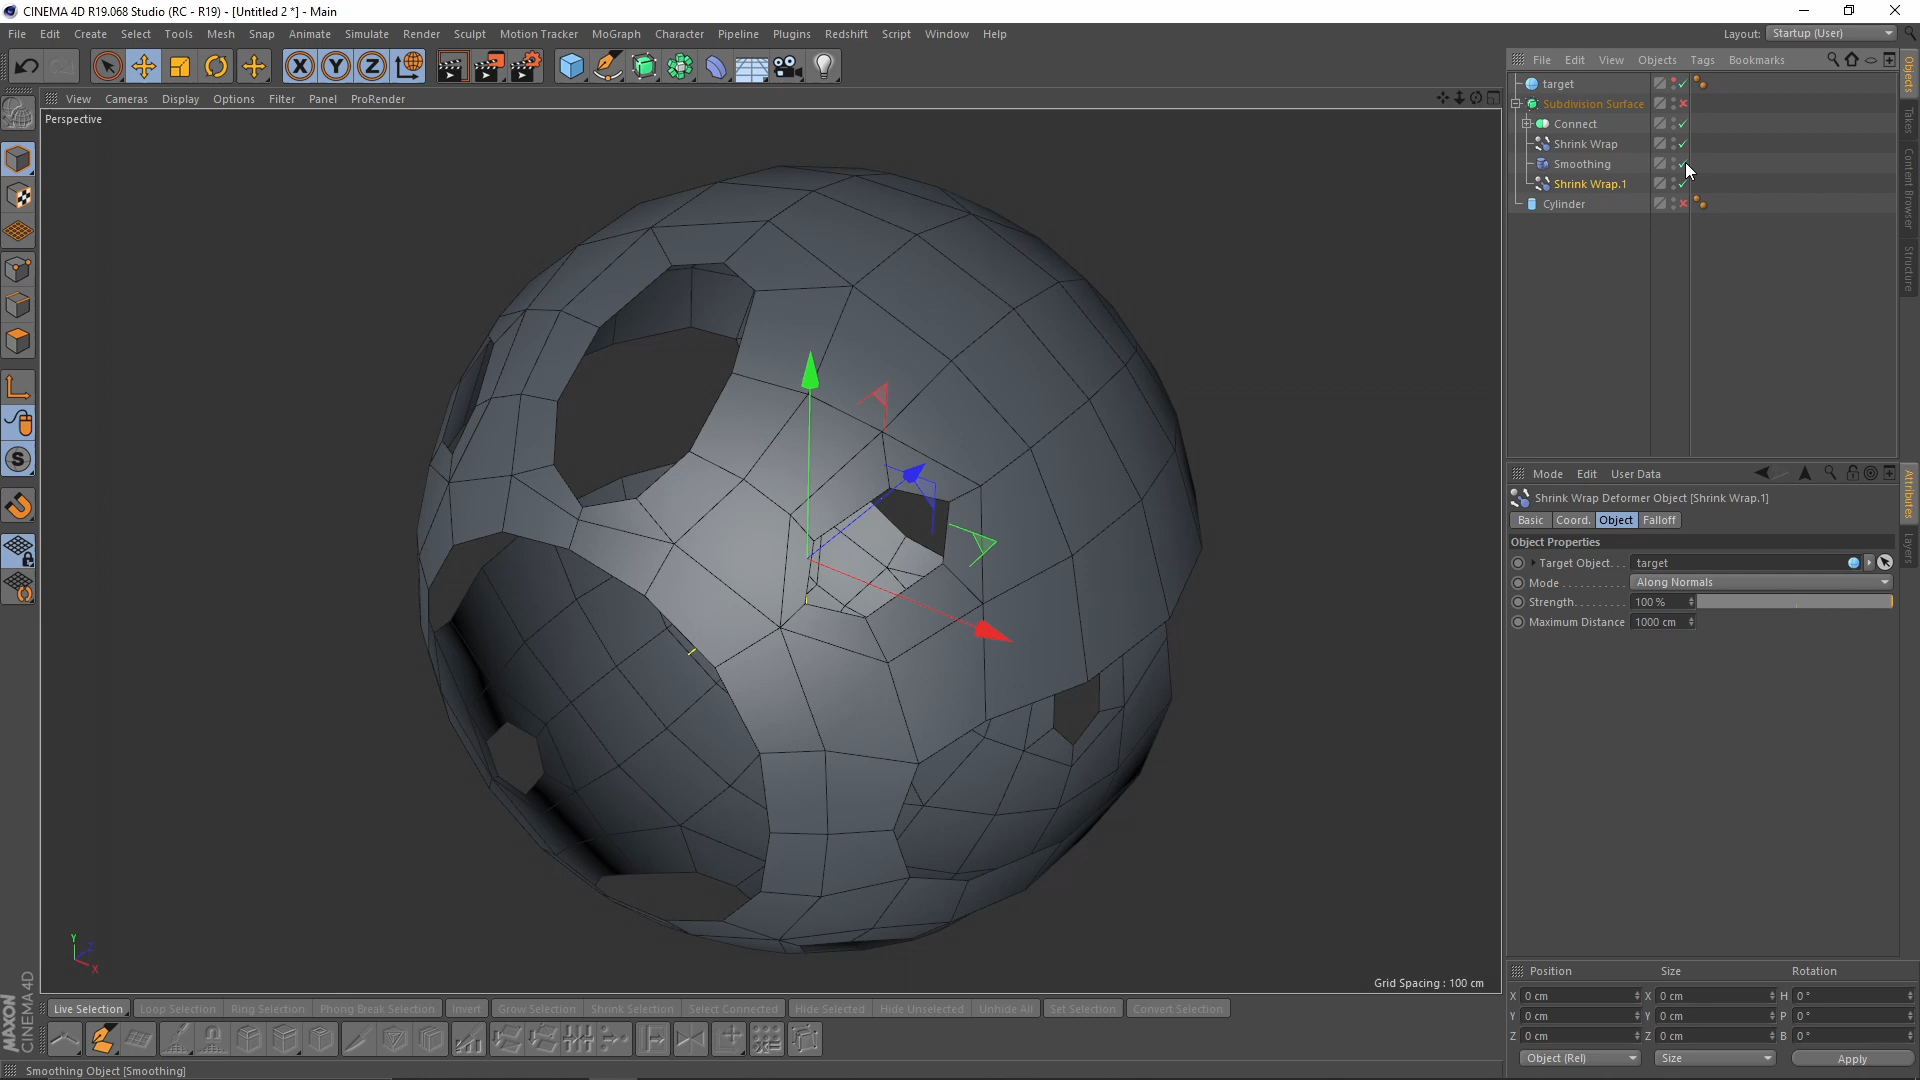 CINEMA 4D R19.068 Studio (RC - R19) - [Untitled 2 *] - Main
File Edit Create Select Tools Mesh Snap Animate Simulate Render Sculpt Motion Tracker MoGraph Character Pipeline Plugins Redshift Script Window Help
Layout: Startup (User)
X Y Z
File Edit View Objects Tags Bookmarks
View Cameras Display Options Filter Panel ProRender
Perspective
target
Subdivision Surface
Connect
Shrink Wrap
Smoothing
Shrink Wrap.1
Cylinder
Objects
Takes
Content Browser
Structure
S
Mode Edit User Data
Shrink Wrap Deformer Object [Shrink Wrap.1]
Basic Coord. Object Falloff
Object Properties
Target Object. . . target
Mode . . . . . . . . . . Along Normals
Strength. . . . . . . . 100 %
Maximum Distance 1000 cm
Attributes
Layers
Y
Z
X
Grid Spacing : 100 cm
Position Size Rotation
X 0 cm X 0 cm H 0 °
Y 0 cm Y 0 cm P 0 °
Z 0 cm Z 0 cm B 0 °
Object (Rel) Size Apply
Live Selection Loop Selection Ring Selection Phong Break Selection Invert Grow Selection Shrink Selection Select Connected Hide Selected Hide Unselected Unhide All Set Selection Convert Selection
MAXON
CINEMA 4D
Smoothing Object [Smoothing]